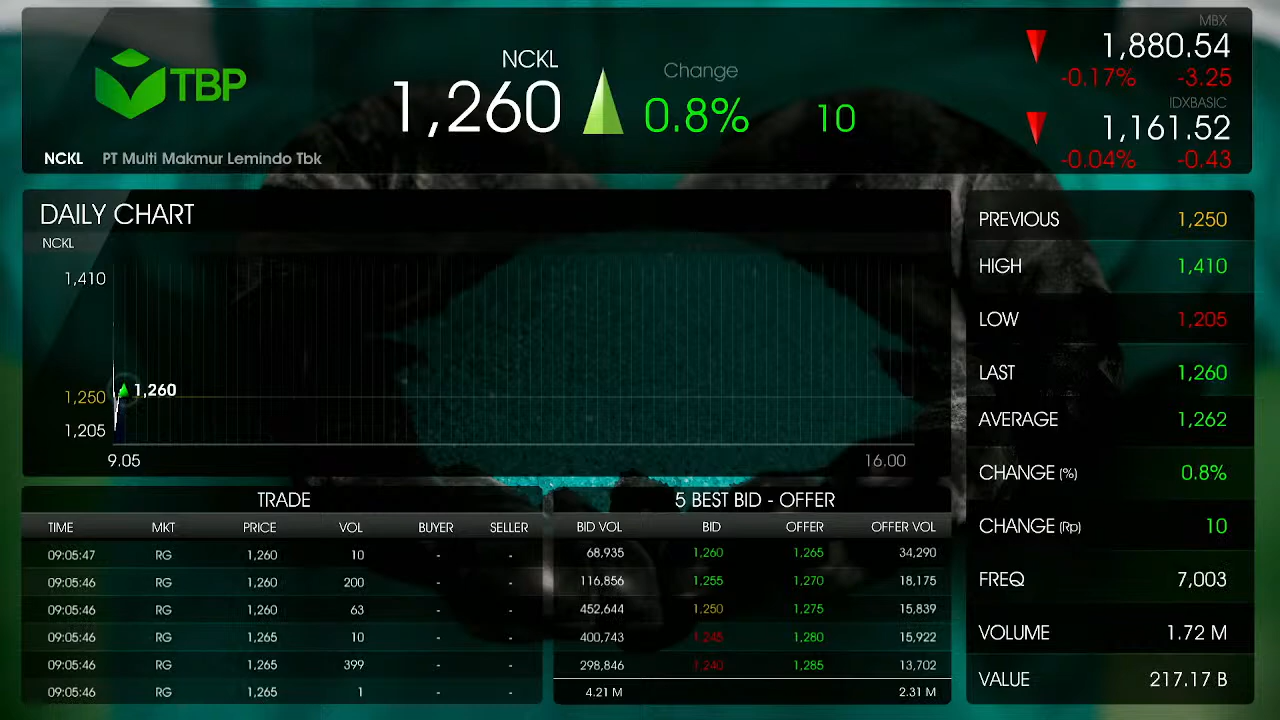 TBP
NCKL PT Multi Makmur Lemindo Tbk
NCKL
1,260
Change
0.8% 10
MBX
1,880.54
-0.17% -3.25
IDXBASIC
1,161.52
-0.04% -0.43
DAILY CHART
NCKL
1,410
1,260
1,250
1,205
9.05 16.00
PREVIOUS 1,250
HIGH 1,410
LOW 1,205
LAST 1,260
AVERAGE 1,262
CHANGE (%) 0.8%
CHANGE (Rp) 10
FREQ 7,003
VOLUME 1.72 M
VALUE 217.17 B
TRADE
TIME MKT PRICE VOL BUYER SELLER
09:05:47 RG 1,260 10 - -
09:05:46 RG 1,260 200 - -
09:05:46 RG 1,260 63 - -
09:05:46 RG 1,265 10 - -
09:05:46 RG 1,265 399 - -
09:05:46 RG 1,265 1 - -
5 BEST BID - OFFER
BID VOL BID OFFER OFFER VOL
68,935 1,260 1,265 34,290
116,856 1,255 1,270 18,175
452,644 1,250 1,275 15,839
400,743 1,245 1,280 15,922
298,846 1,240 1,285 13,702
4.21 M 2.31 M